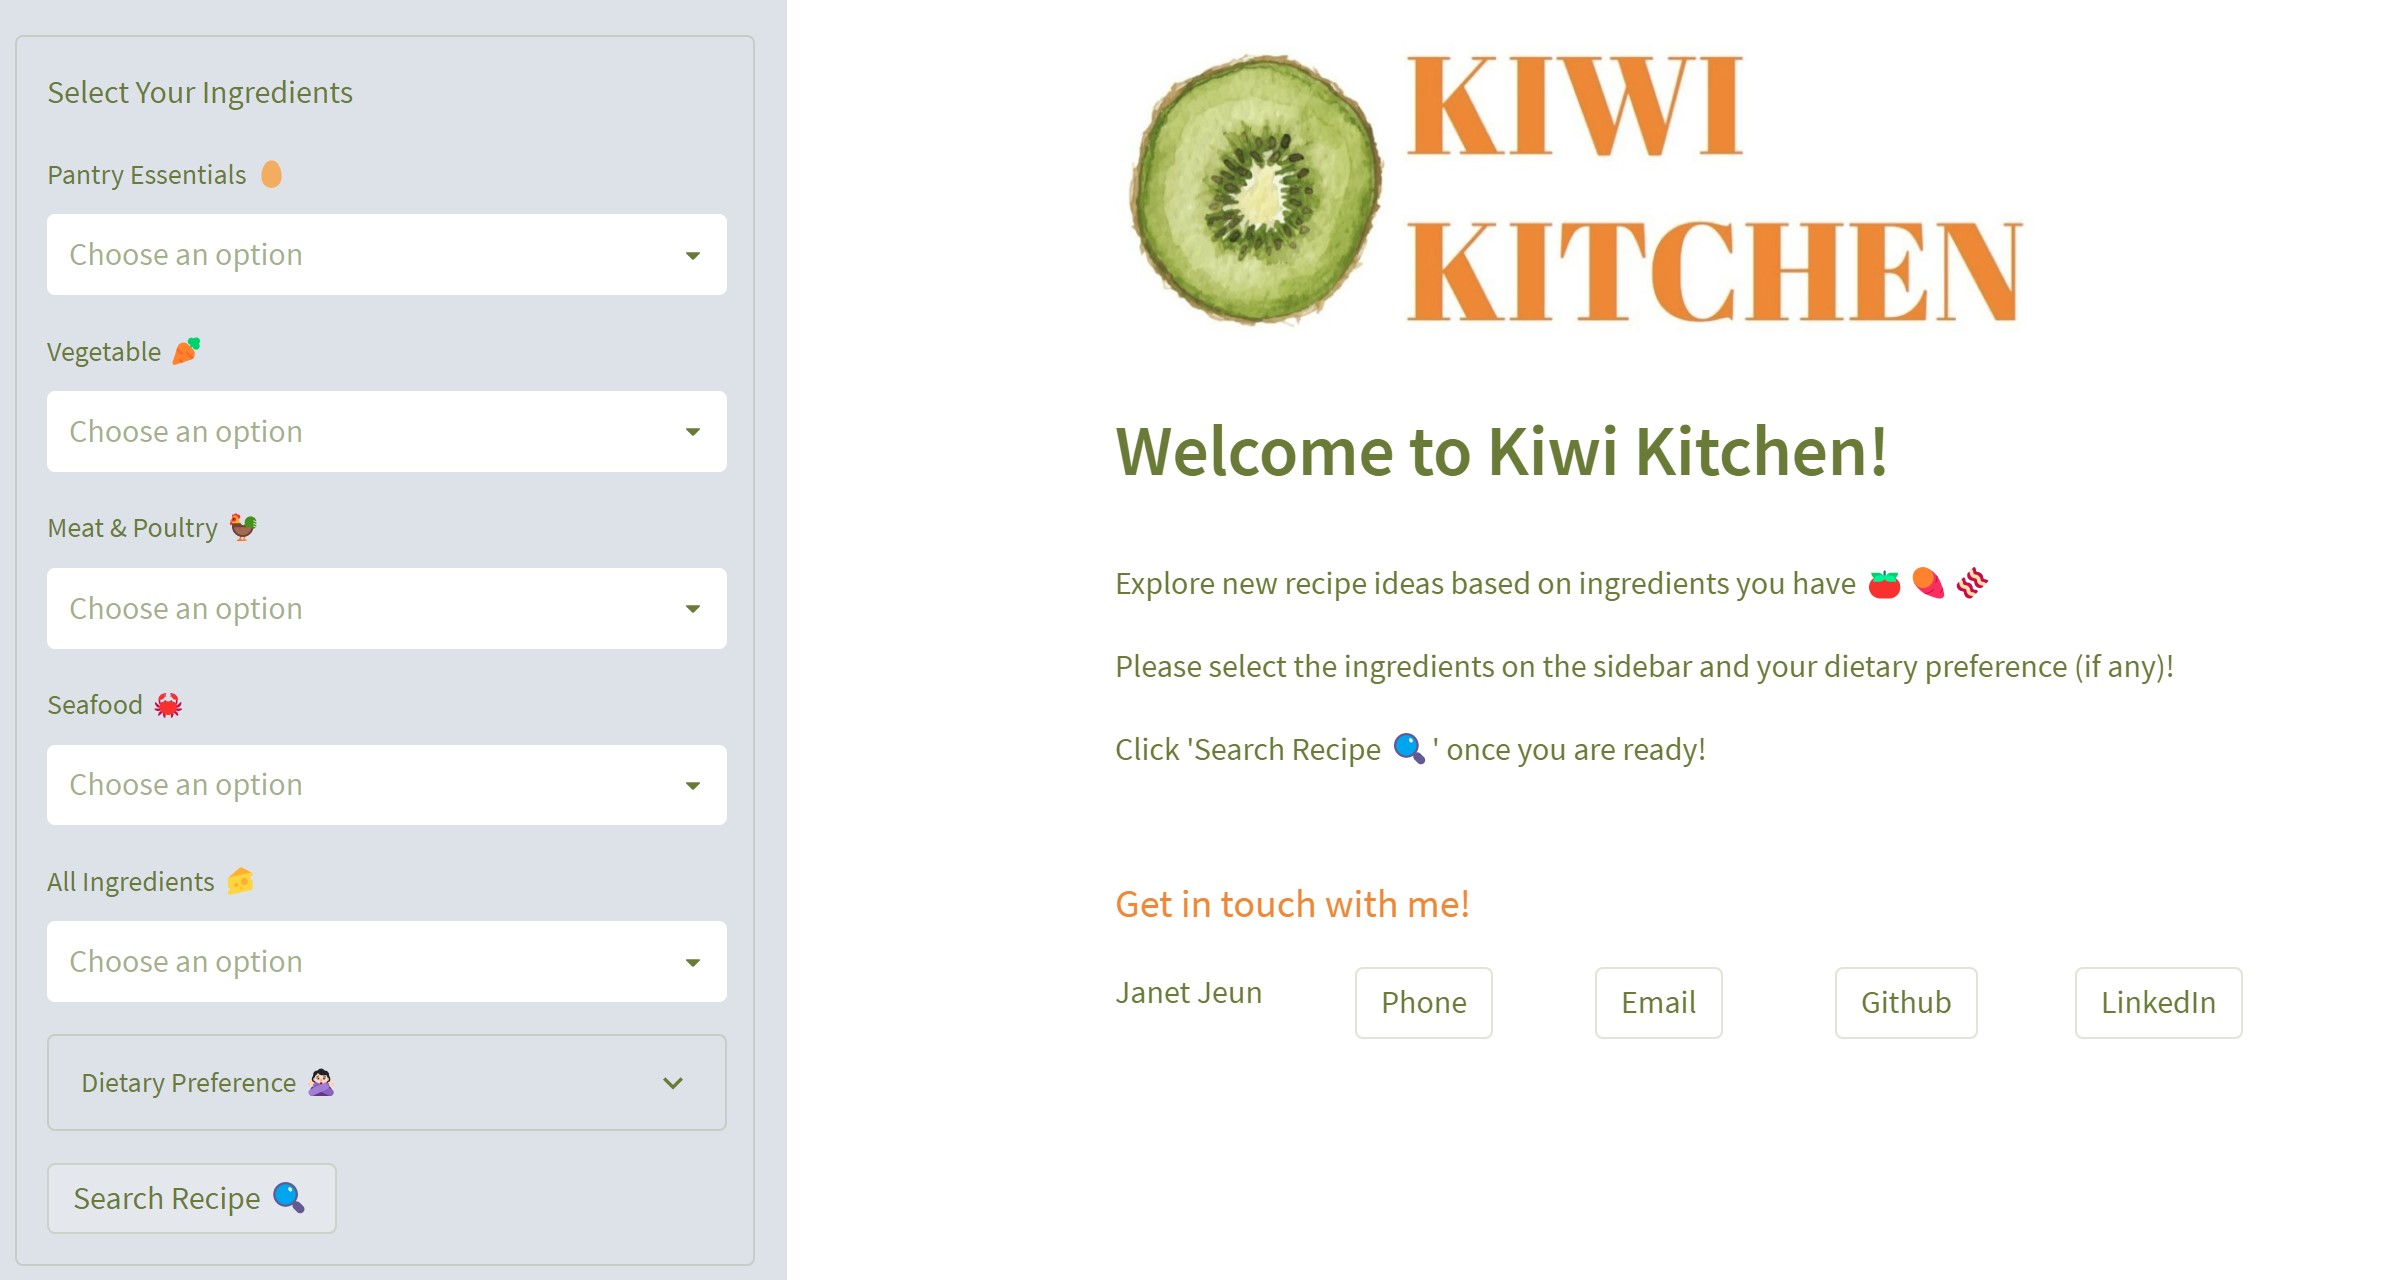 Select Your Ingredients
Pantry Essentials 🥚
Choose an option
Vegetable 🥕
Choose an option
Meat & Poultry 🐓
Choose an option
Seafood 🦀
Choose an option
All Ingredients 🧀
Choose an option
Dietary Preference 🙅🏻‍♀️
Search Recipe 🔍
KIWI
KITCHEN
Welcome to Kiwi Kitchen!
Explore new recipe ideas based on ingredients you have 🍅 🍠 🥓
Please select the ingredients on the sidebar and your dietary preference (if any)!
Click 'Search Recipe 🔍' once you are ready!
Get in touch with me!
Janet Jeun
Phone
Email
Github
LinkedIn